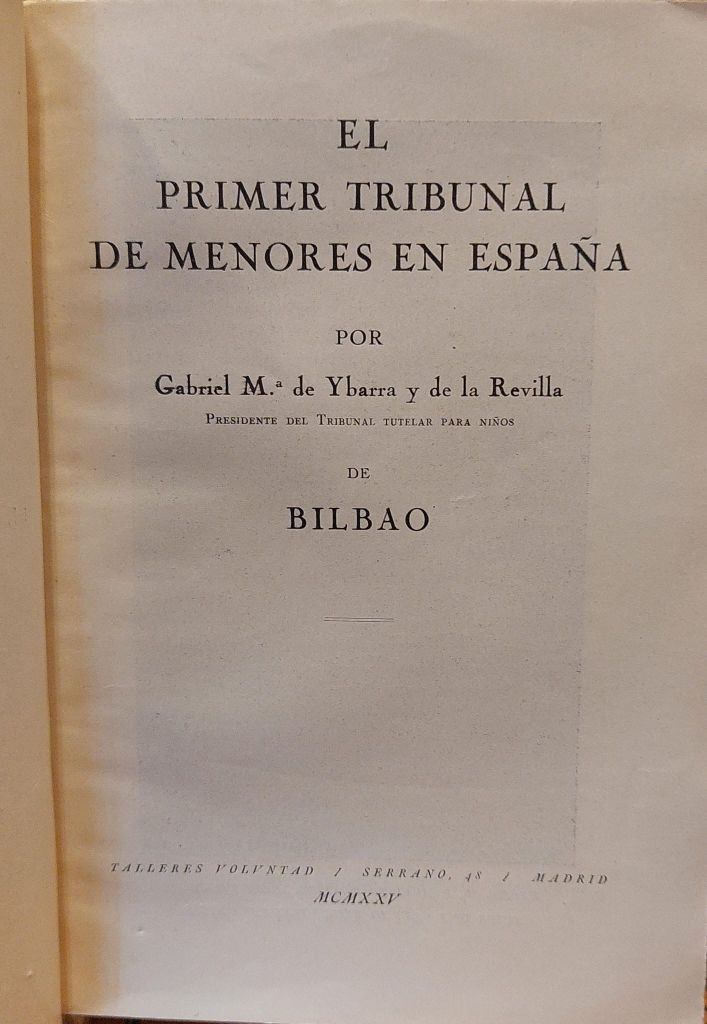 EL
PRIMER TRIBUNAL
DE MENORES EN ESPAÑA
POR
Gabriel M.ª de Ybarra y de la Revilla
PRESIDENTE DEL TRIBUNAL TUTELAR PARA NIÑOS
DE
BILBAO
TALLERES VOLVNTAD / SERRANO, 48 / MADRID
MCMXXV